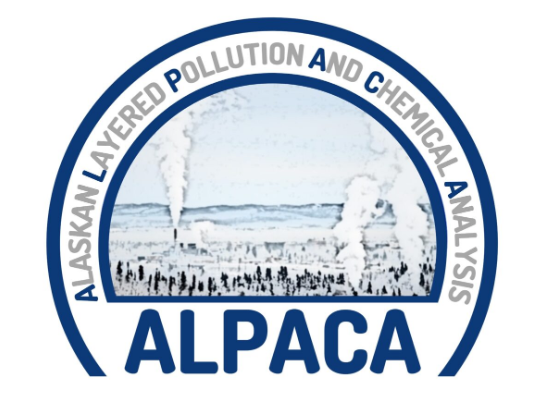 ALASKAN LAYERED POLLUTION AND CHEMICAL ANALYSIS
ALPACA